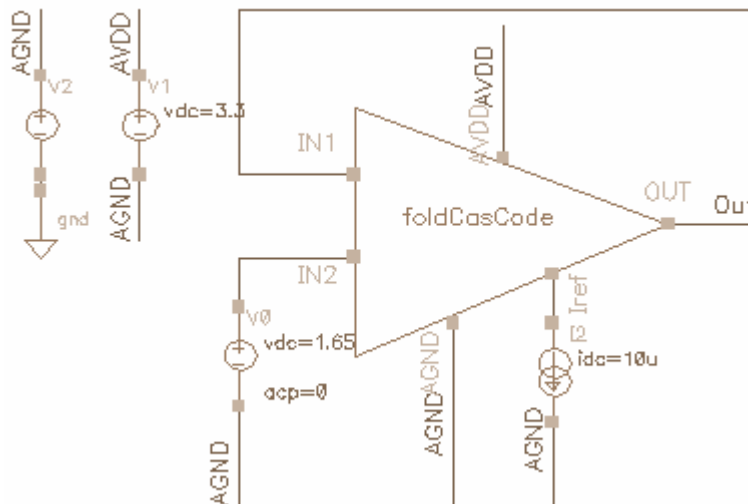 AGND
AVDD
V2
V1
vdc=3.3
AVDD
AVDD
IN1
AGND
gnd
foldCasCode
OUT
Out
IN2
V0
vdc=1.65
acp=0
Iref
idc=10u
AGND
AGND
AGND
AGND